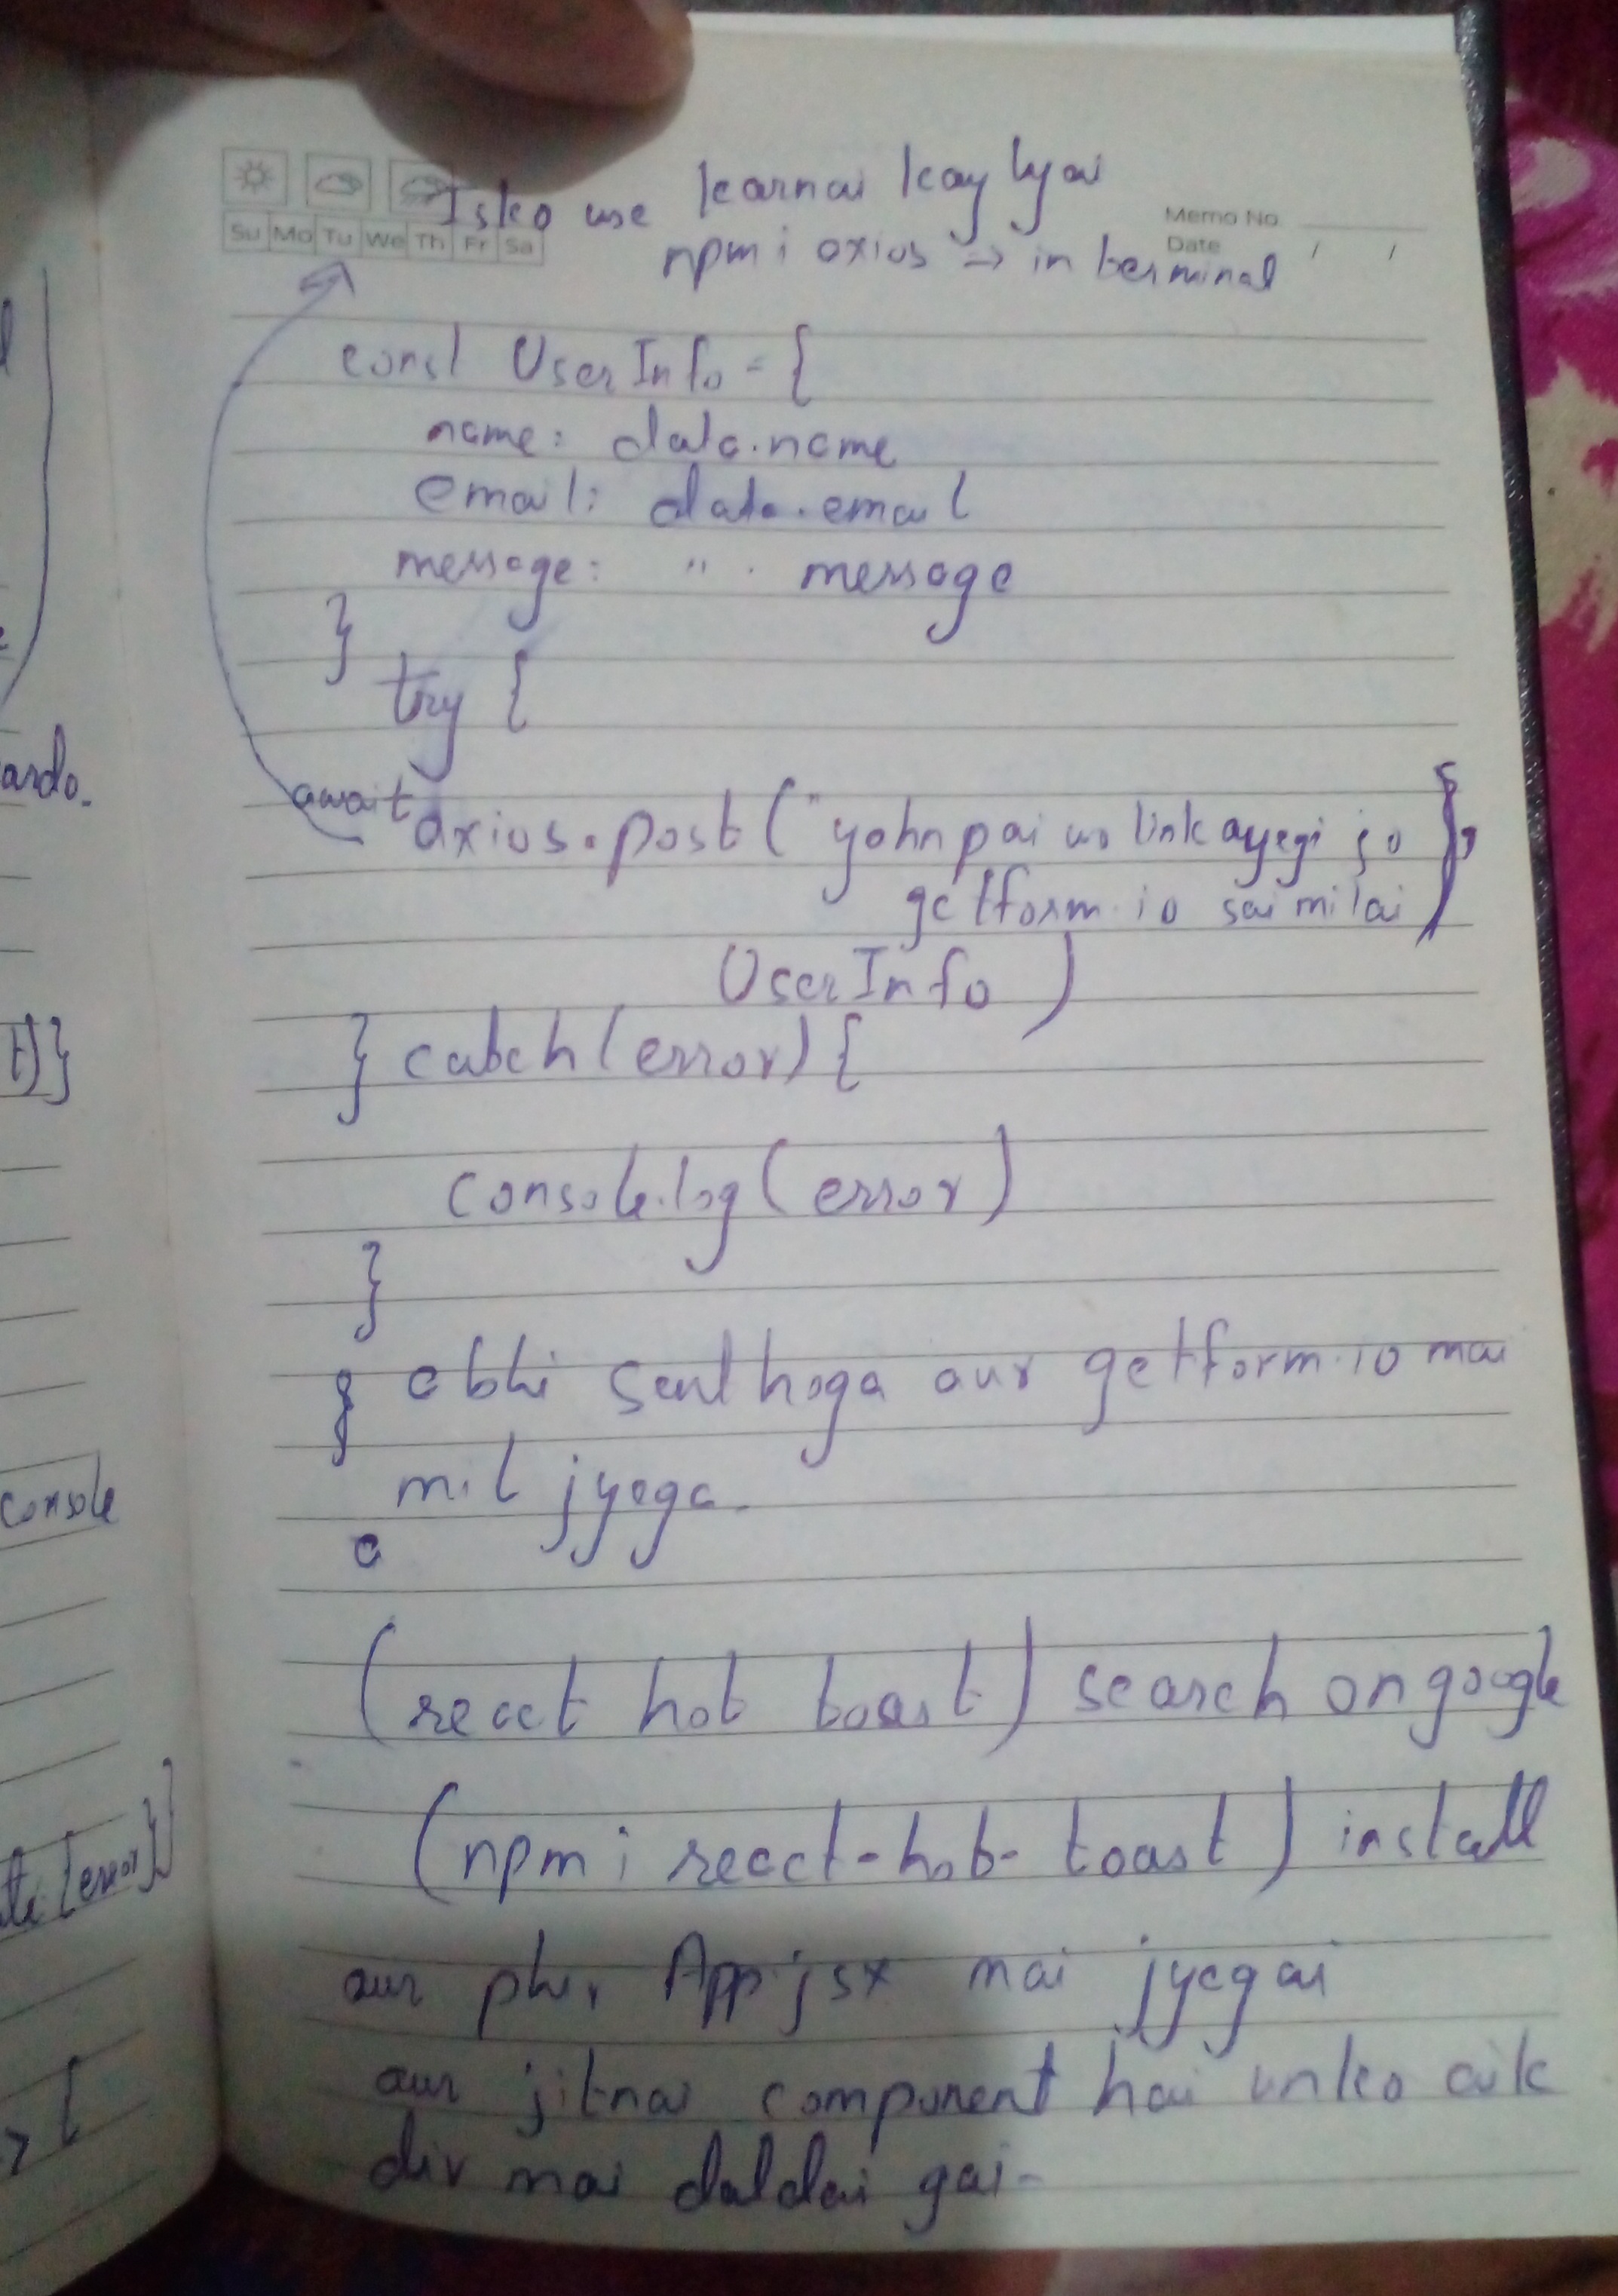 Su Mo Tu We Th Fr Sa
Memo No.
Date / /
Isko use karnai kay lyai
npm i axios → in terminal
const UserInfo = {
name: data.name
email: data.email
message: " . message
}
try {
await axios.post("yahn pai wo link ayegi jo
getform.io sai milai },
UserInfo )
} catch(error) {
console.log(error)
}
} abhi sent hoga aur getform.io mai
mil jyega.
a
(react hot toast) search on google
(npm i react-hot-toast) install
aur phir App.jsx mai jyegai
aur jitnai component hai unko aik
div mai daldai gai-
ardo.
t)}
console
[error]}
{